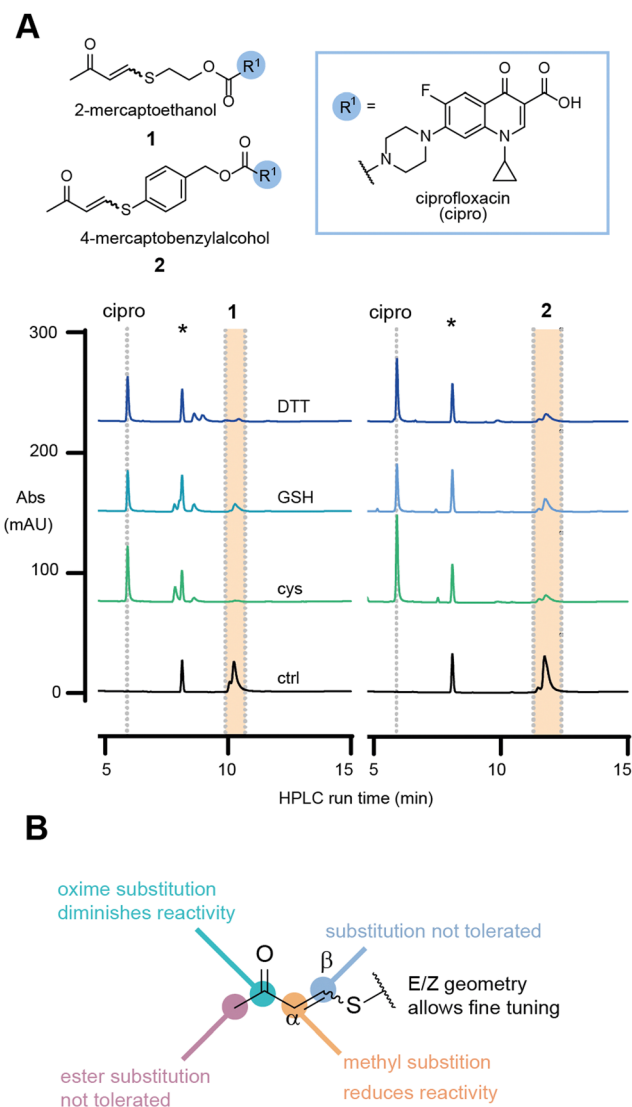 A
O
S
O
O
R¹
2-mercaptoethanol
1
O
S
O
O
R¹
4-mercaptobenzylalcohol
2
R¹ =
F
O
O
OH
N
N
N
ciprofloxacin
(cipro)
cipro
*
1
cipro
*
2
300
200
100
0
Abs
(mAU)
DTT
GSH
cys
ctrl
5
10
15
5
10
15
HPLC run time (min)
B
oxime substitution
diminishes reactivity
substitution not tolerated
O
β
α
S
E/Z geometry
allows fine tuning
ester substitution
not tolerated
methyl substition
reduces reactivity